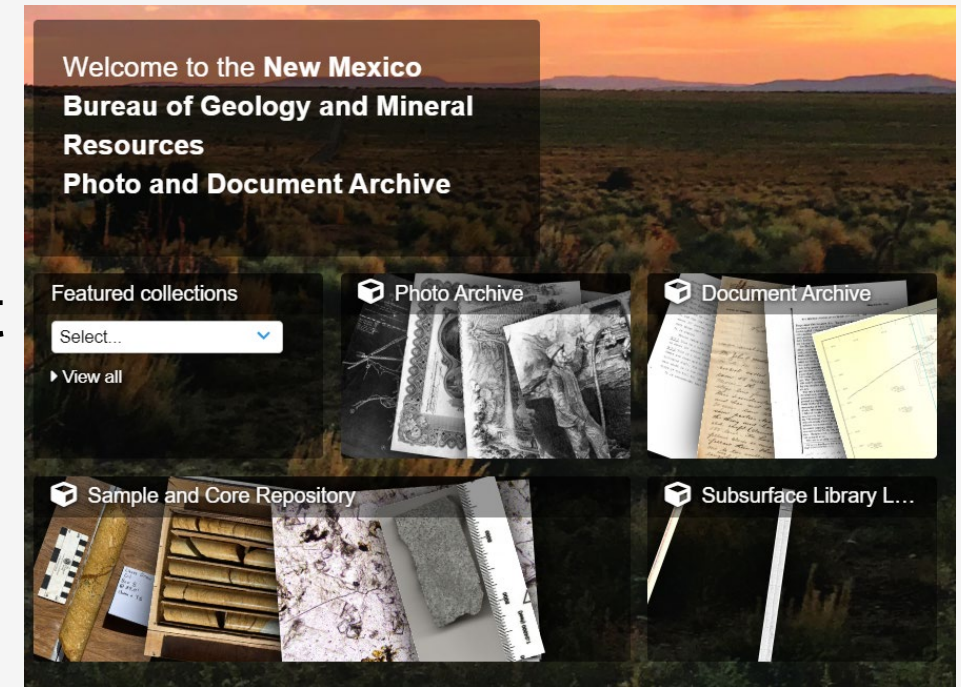 Welcome to the New Mexico
Bureau of Geology and Mineral
Resources
Photo and Document Archive
Featured collections
Select...
View all
Photo Archive
Document Archive
Sample and Core Repository
Subsurface Library L...